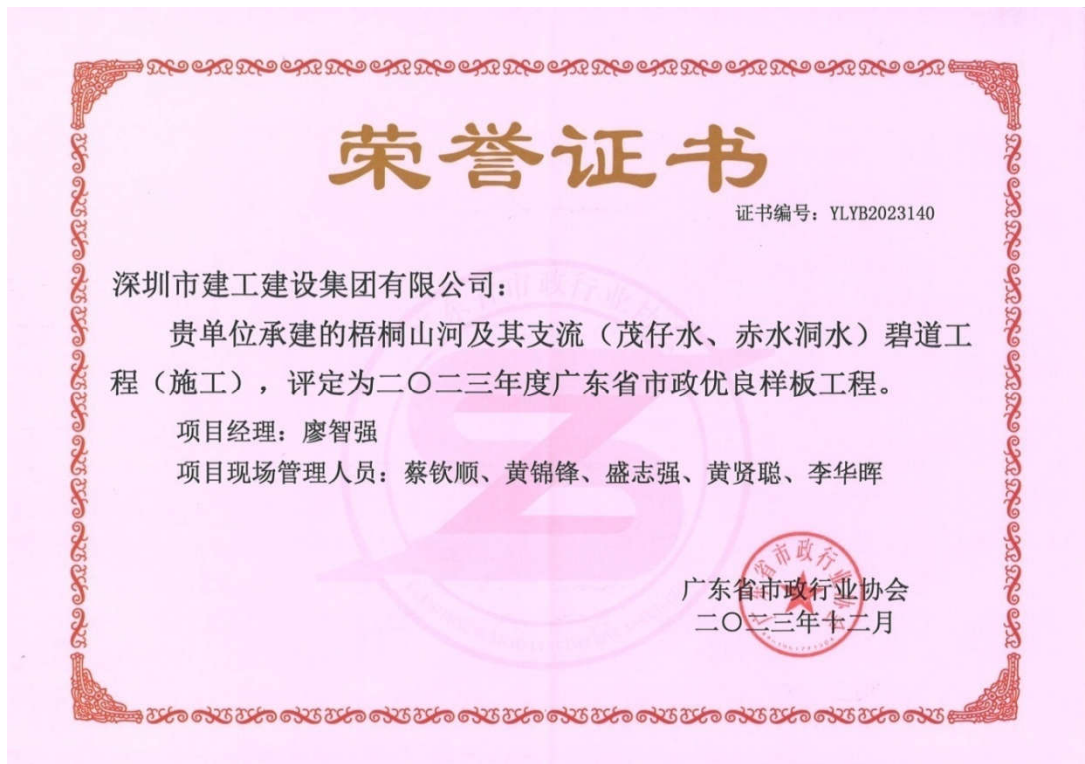 荣誉证书
证书编号：YLYB2023140
深圳市建工建设集团有限公司：
贵单位承建的梧桐山河及其支流（茂仔水、赤水洞水）碧道工
程（施工），评定为二〇二三年度广东省市政优良样板工程。
项目经理：廖智强
项目现场管理人员：蔡钦顺、黄锦锋、盛志强、黄贤聪、李华晖
广东省市政行业协会
二〇二三年十二月